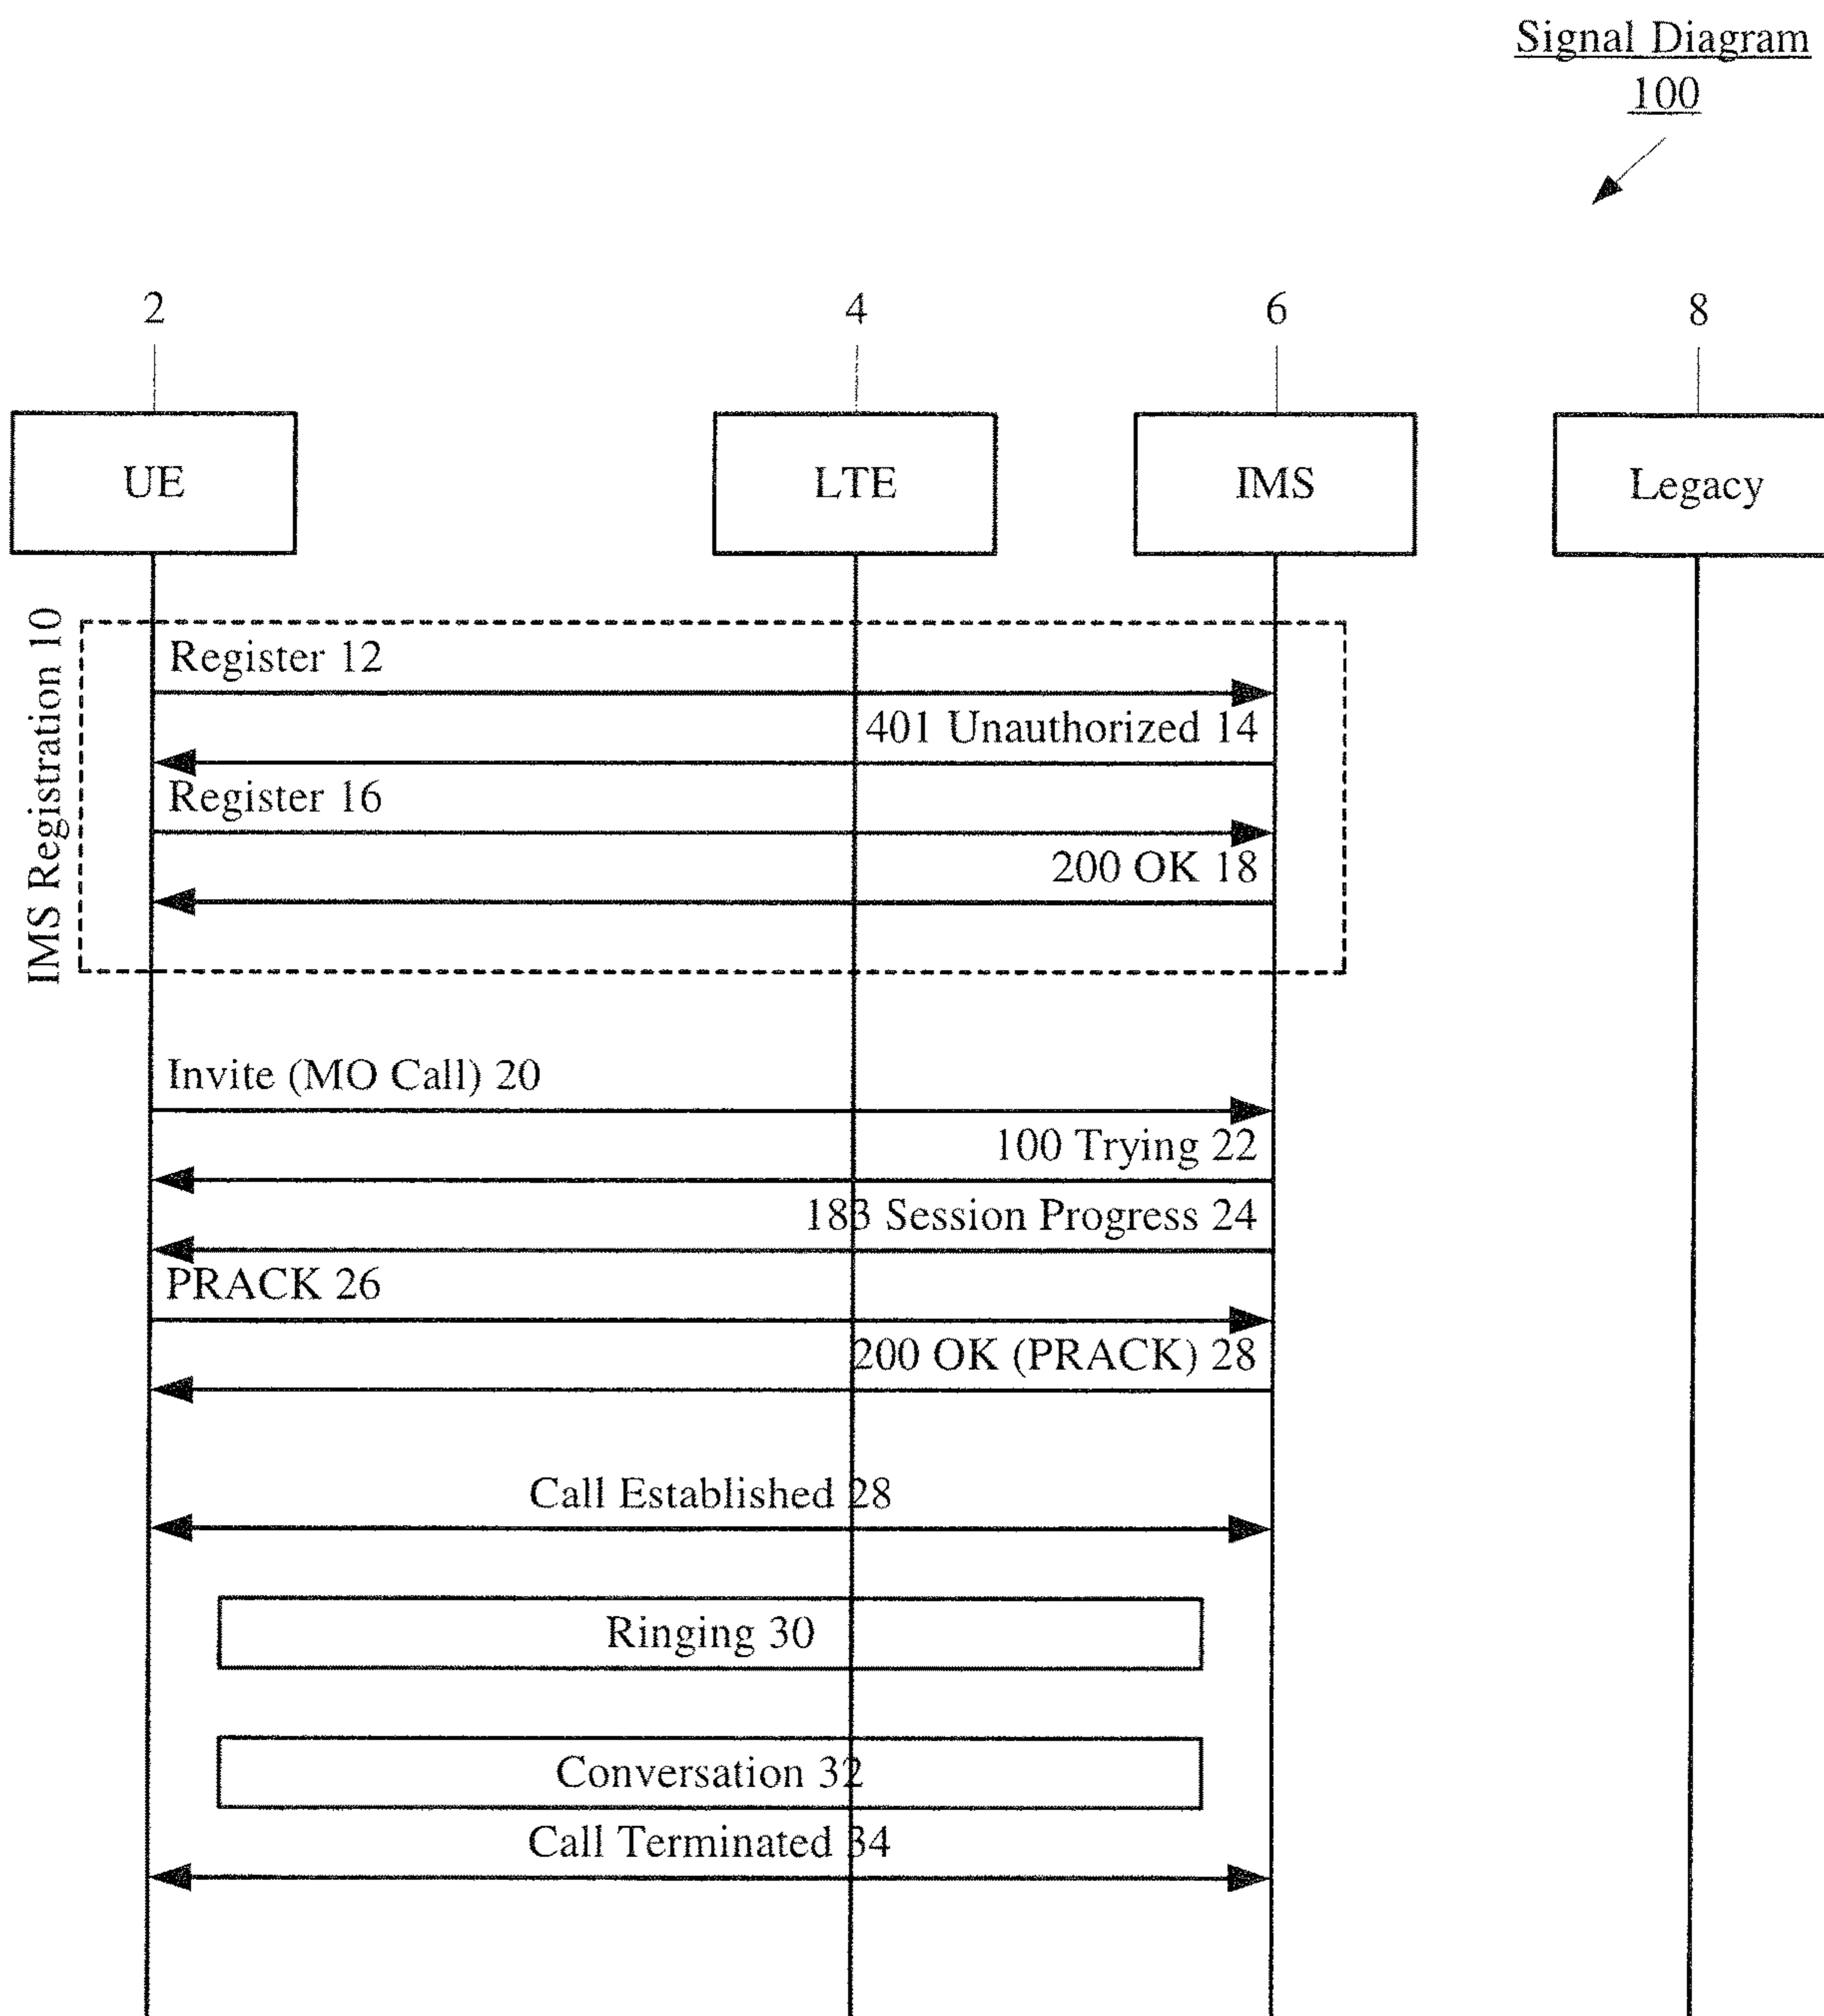 Signal Diagram
100
2
4
6
8
UE
LTE
IMS
Legacy
IMS Registration 10
Register 12
401 Unauthorized 14
Register 16
200 OK 18
Invite (MO Call) 20
100 Trying 22
183 Session Progress 24
PRACK 26
200 OK (PRACK) 28
Call Established 28
Ringing 30
Conversation 32
Call Terminated 34